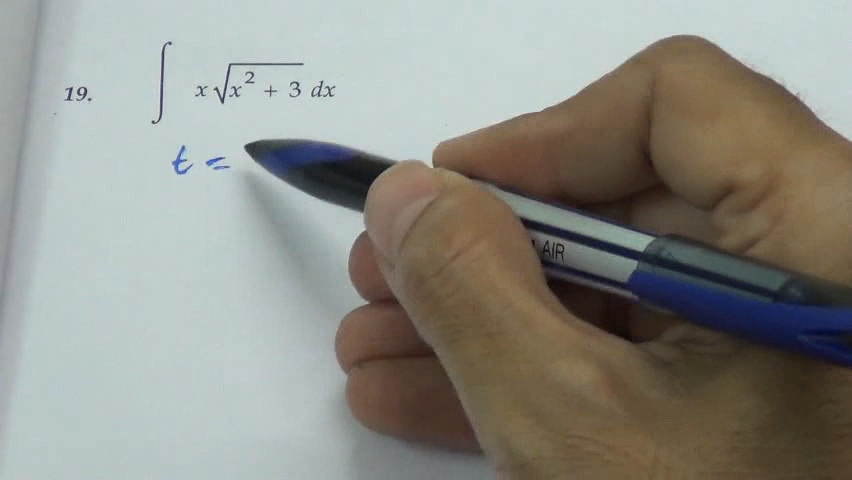 19. ∫ x√(x² + 3) dx
t =
AIR